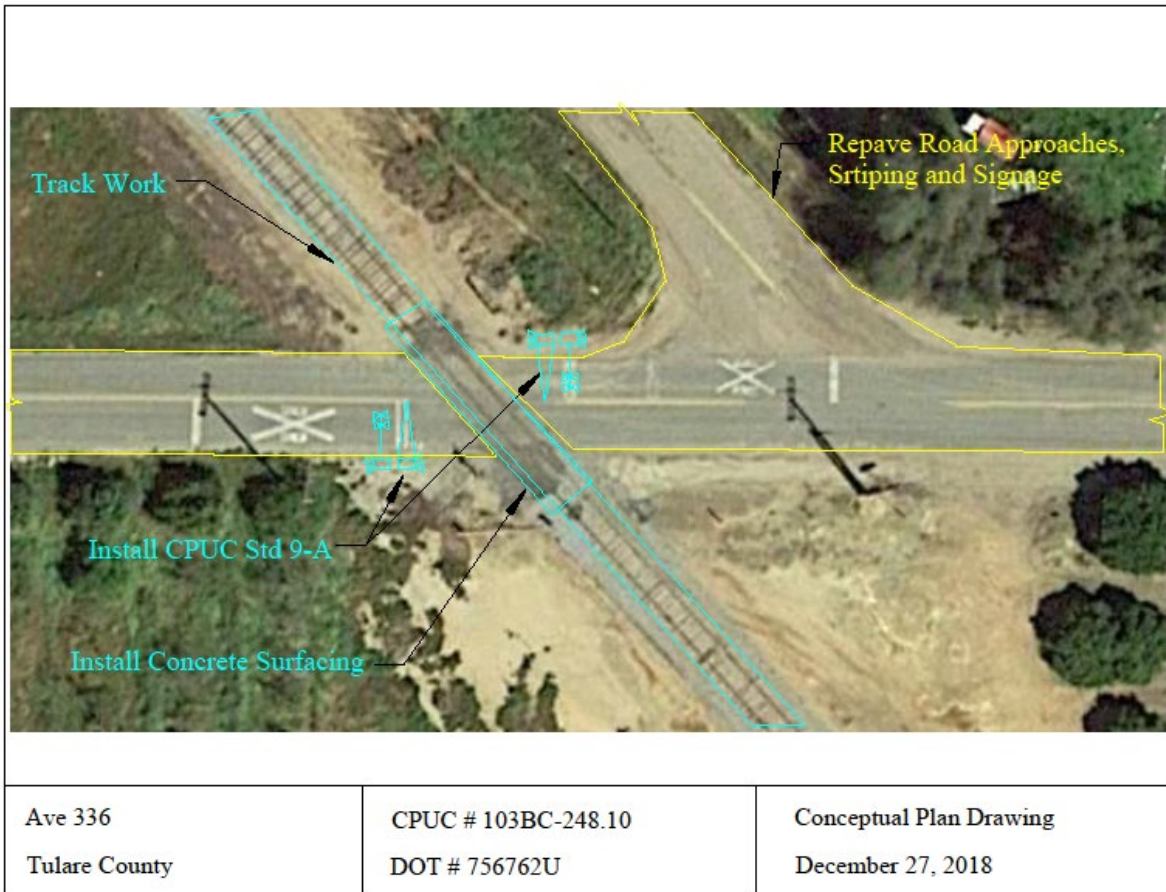 Repave Road Approaches,
Srtiping and Signage
Track Work
Install CPUC Std 9-A
Install Concrete Surfacing
Ave 336
Tulare County
CPUC # 103BC-248.10
DOT # 756762U
Conceptual Plan Drawing
December 27, 2018